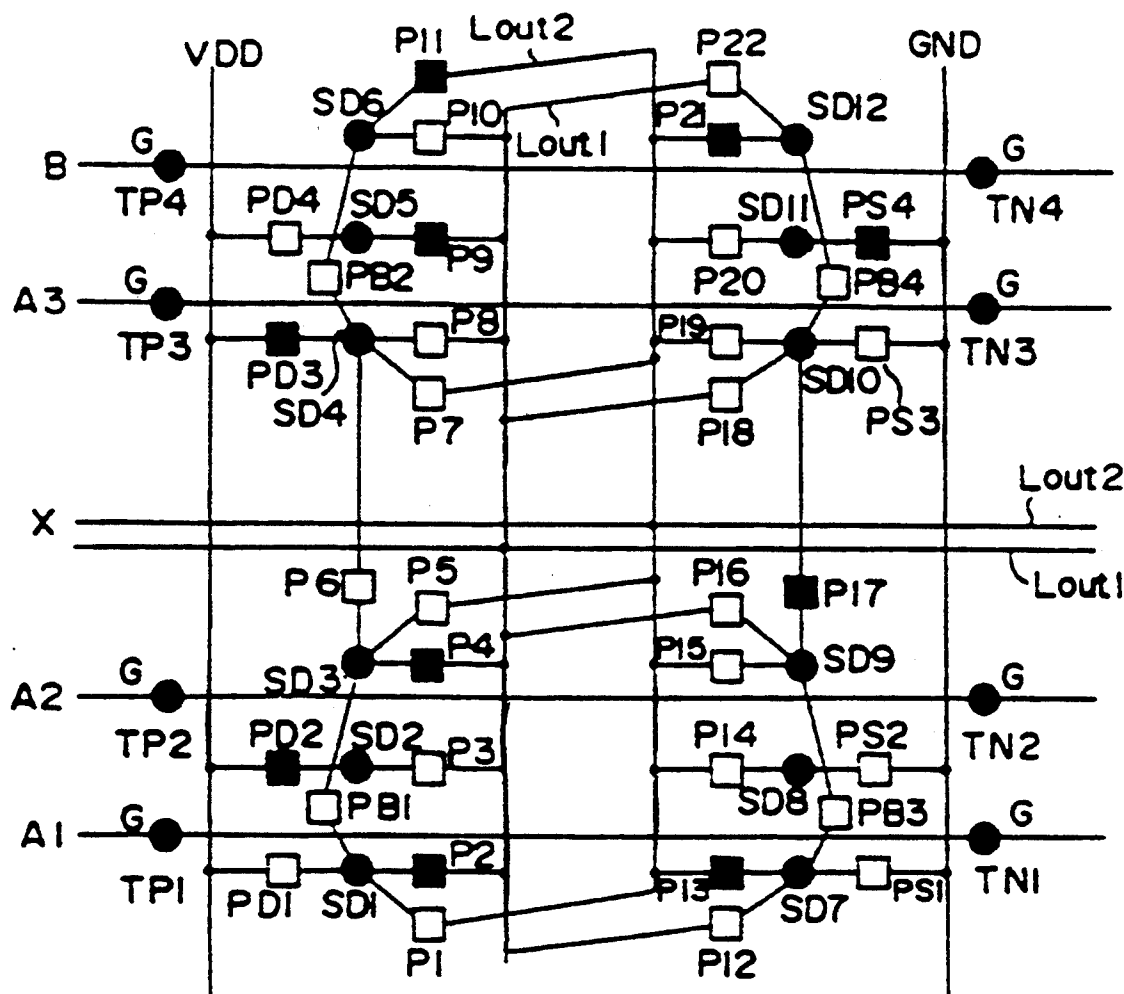 VDD P11 Lout2 P22 GND
SD6 P10 Lout1 P21 SD12
B G G
TP4 PD4 SD5 P9 P20 SD11 PS4 TN4
PB2 PB4
A3 G G
TP3 PD3 P8 P19 SD10 TN3
SD4 P7 P18 PS3
X Lout2
Lout1
P6 P5 P16 P17
SD3 P4 P15 SD9
A2 G G
TP2 PD2 SD2 P3 P14 SD8 PS2 TN2
PB1 PB3
A1 G G
TP1 PD1 SD1 P2 P13 SD7 PS1 TN1
P1 P12